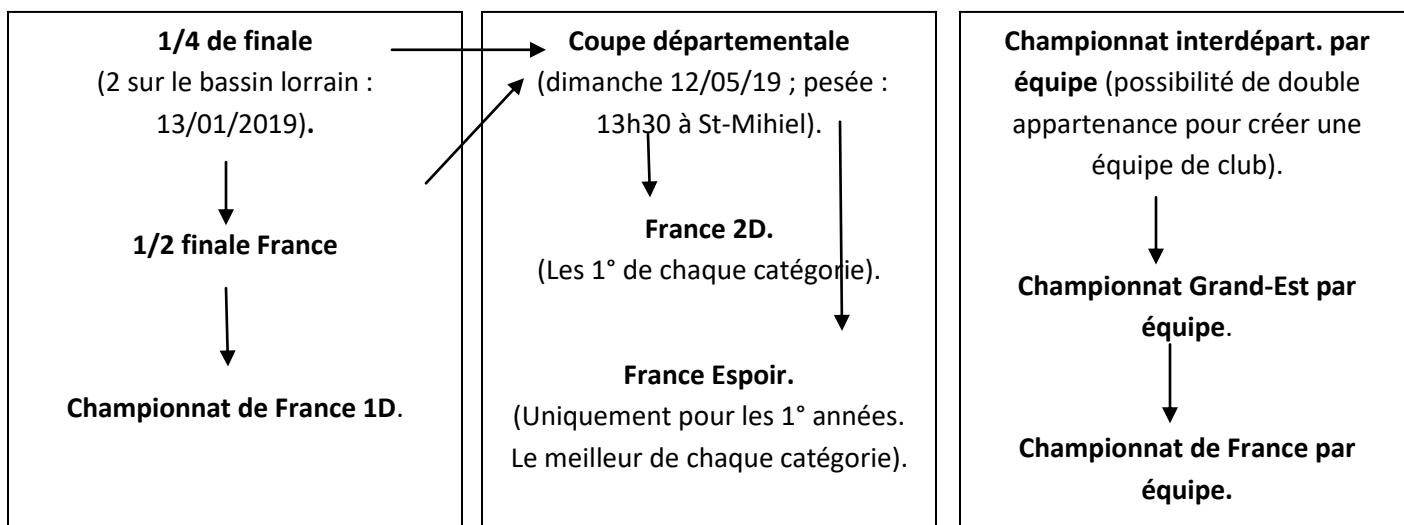 1/4 de finale
(2 sur le bassin lorrain :
13/01/2019).
1/2 finale France
Championnat de France 1D.
Coupe départementale
(dimanche 12/05/19 ; pesée :
13h30 à St-Mihiel).
France 2D.
(Les 1° de chaque catégorie).
France Espoir.
(Uniquement pour les 1° années.
Le meilleur de chaque catégorie).
Championnat interdépart. par
équipe (possibilité de double
appartenance pour créer une
équipe de club).
Championnat Grand-Est par
équipe.
Championnat de France par
équipe.